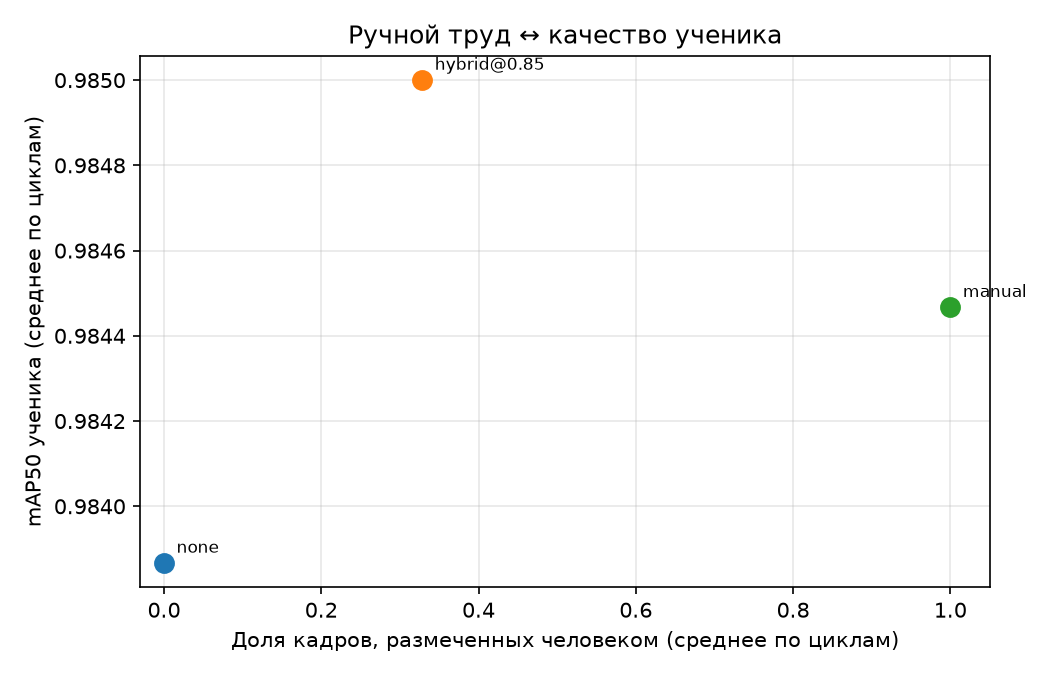 Ручной труд ↔ качество ученика
mAP50 ученика (среднее по циклам)
0.9850
0.9848
0.9846
0.9844
0.9842
0.9840
hybrid@0.85
manual
none
0.0 0.2 0.4 0.6 0.8 1.0
Доля кадров, размеченных человеком (среднее по циклам)